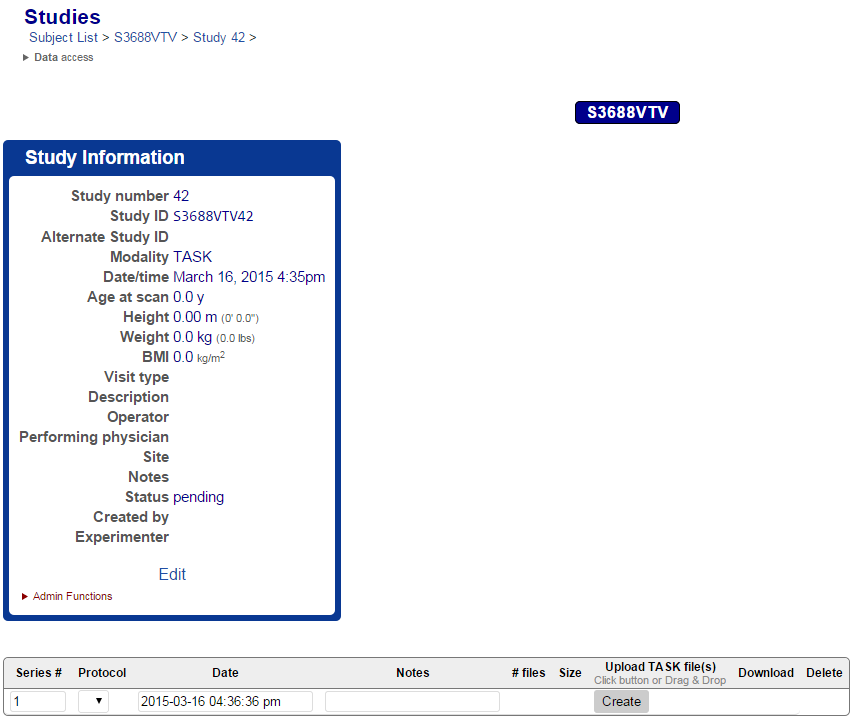 Studies
Subject List > S3688VTV > Study 42 >
Data access
S3688VTV
Study Information
Study number 42
Study ID S3688VTV42
Alternate Study ID
Modality TASK
Date/time March 16, 2015 4:35pm
Age at scan 0.0 y
Height 0.00 m (0' 0.0")
Weight 0.0 kg (0.0 lbs)
BMI 0.0 kg/m²
Visit type
Description
Operator
Performing physician
Site
Notes
Status pending
Created by
Experimenter
Edit
Admin Functions
Series # Protocol Date Notes # files Size Upload TASK file(s) Download Delete
Click button or Drag & Drop
1 2015-03-16 04:36:36 pm Create